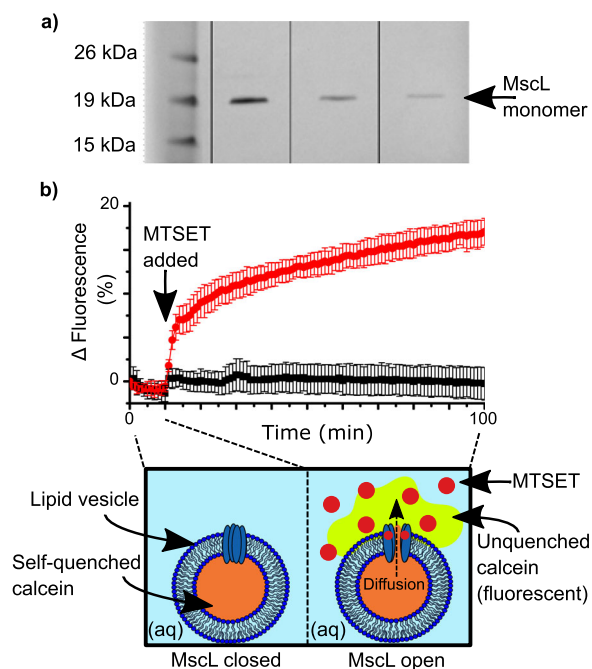 a)
26 kDa
19 kDa
15 kDa
MscL
monomer
b)
20
MTSET
added
Δ Fluorescence
(%)
0
0
Time (min)
100
Lipid vesicle
Self-quenched
calcein
(aq)
MscL closed
MTSET
Unquenched
calcein
(fluorescent)
Diffusion
(aq)
MscL open